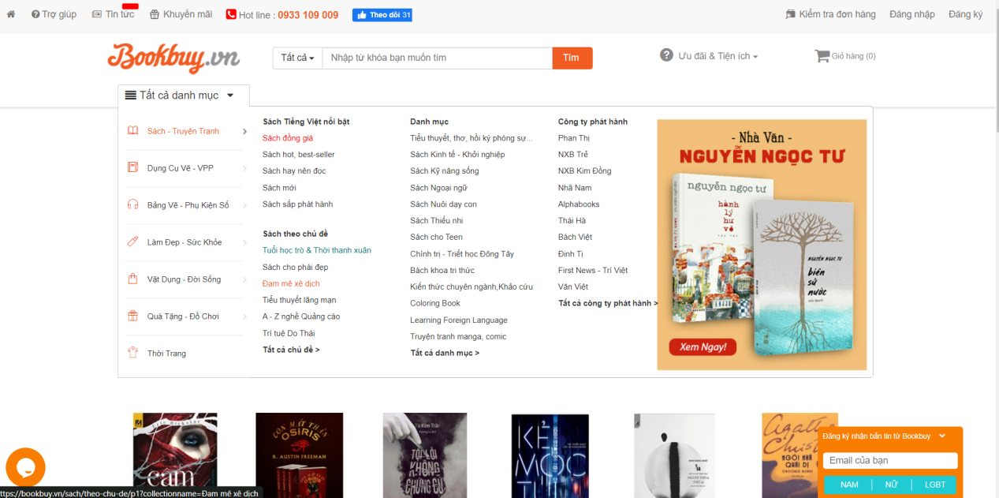 Trợ giúp
Tin tức
Khuyến mãi
Hot line : 0933 109 009
Theo dõi 31
Kiểm tra đơn hàng
Đăng nhập
Đăng ký
Bookbuy.vn
Tất cả
Nhập từ khóa bạn muốn tìm
Tìm
Ưu đãi & Tiện ích
Giỏ hàng (0)
Tất cả danh mục
Sách - Truyện Tranh
Dụng Cụ Vẽ - VPP
Bảng Vẽ - Phụ Kiện Số
Làm Đẹp - Sức Khỏe
Vật Dụng - Đời Sống
Quà Tặng - Đồ Chơi
Thời Trang
Sách Tiếng Việt nổi bật
Sách đồng giá
Sách hot, best-seller
Sách hay nên đọc
Sách mới
Sách sắp phát hành
Sách theo chủ đề
Tuổi học trò & Thời thanh xuân
Sách cho phái đẹp
Đam mê xê dịch
Tiểu thuyết lãng mạn
A - Z nghề Quảng cáo
Trí tuệ Do Thái
Tất cả chủ đề >
Danh mục
Tiểu thuyết, thơ, hồi ký phóng sự...
Sách Kinh tế - Khởi nghiệp
Sách Kỹ năng sống
Sách Ngoại ngữ
Sách Nuôi dạy con
Sách Thiếu nhi
Sách cho Teen
Chính trị - Triết học Đông Tây
Bách khoa tri thức
Kiến thức chuyên ngành,Khảo cứu
Coloring Book
Learning Foreign Language
Truyện tranh manga, comic
Tất cả danh mục >
Công ty phát hành
Phan Thị
NXB Trẻ
NXB Kim Đồng
Nhã Nam
Alphabooks
Thái Hà
Bách Việt
Đinh Tị
First News - Trí Việt
Văn Việt
Tất cả công ty phát hành >
- Nhà Văn -
NGUYỄN NGỌC TƯ
nguyễn ngọc tư
hành
lý
hư
vô
NGUYỄN NGỌC TƯ
biên
sử
nước
Xem Ngay!
cạm
CON MẮT THẦN
OSIRIS
R. AUSTIN FREEMAN
Từ Kim Trác
TỘI LỖI
KHÔNG
CHỨNG CỨ
KẺ
MỘC
Agatha
Christie
NGÔI NHÀ
QUÁI DỊ
CROOKED HOUSE
Đăng ký nhận bản tin từ Bookbuy
Email của bạn
NAM
NỮ
LGBT
ttps://bookbuy.vn/sach/theo-chu-de/p1?collectionname=Đam mê xê dịch